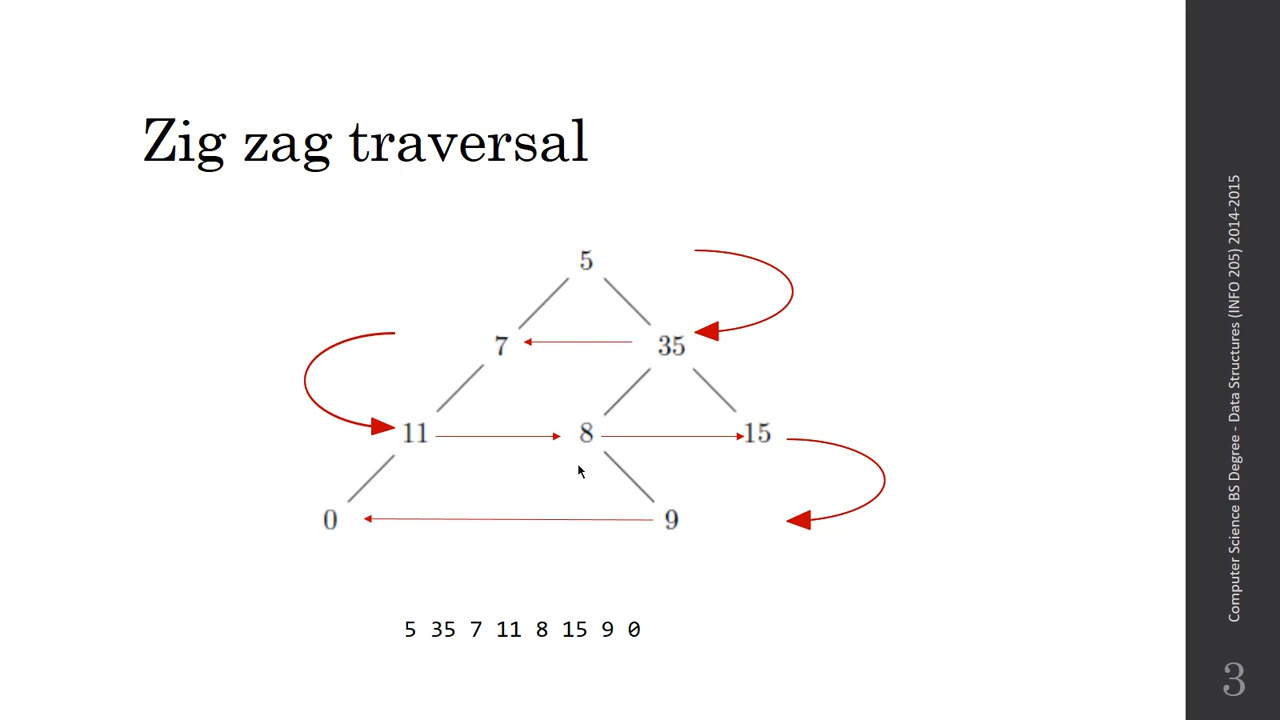 Zig zag traversal
5
7 35
11 8 15
0 9
5 35 7 11 8 15 9 0
Computer Science BS Degree - Data Structures (INFO 205) 2014-2015
3